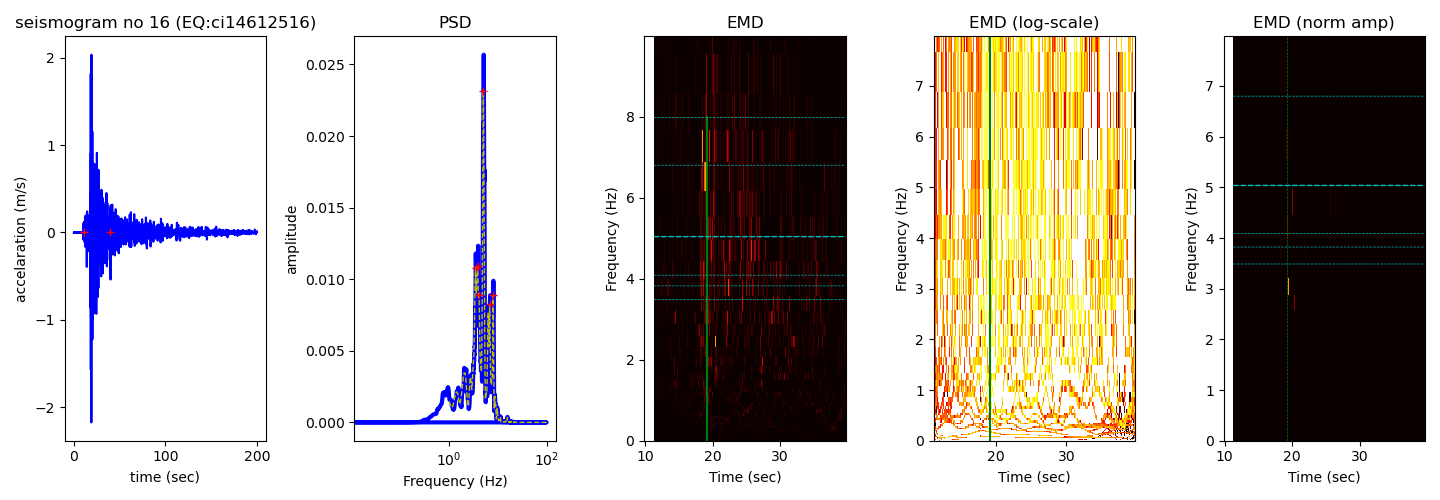 seismogram no 16 (EQ:ci14612516)
accelaration (m/s)
2
1
0
−1
−2
0 100 200
time (sec)
PSD
amplitude
0.025
0.020
0.015
0.010
0.005
0.000
10⁰ 10²
Frequency (Hz)
EMD
Frequency (Hz)
8
6
4
2
0
10 20 30
Time (sec)
EMD (log-scale)
Frequency (Hz)
7
6
5
4
3
2
1
0
20 30
Time (sec)
EMD (norm amp)
Frequency (Hz)
7
6
5
4
3
2
1
0
10 20 30
Time (sec)